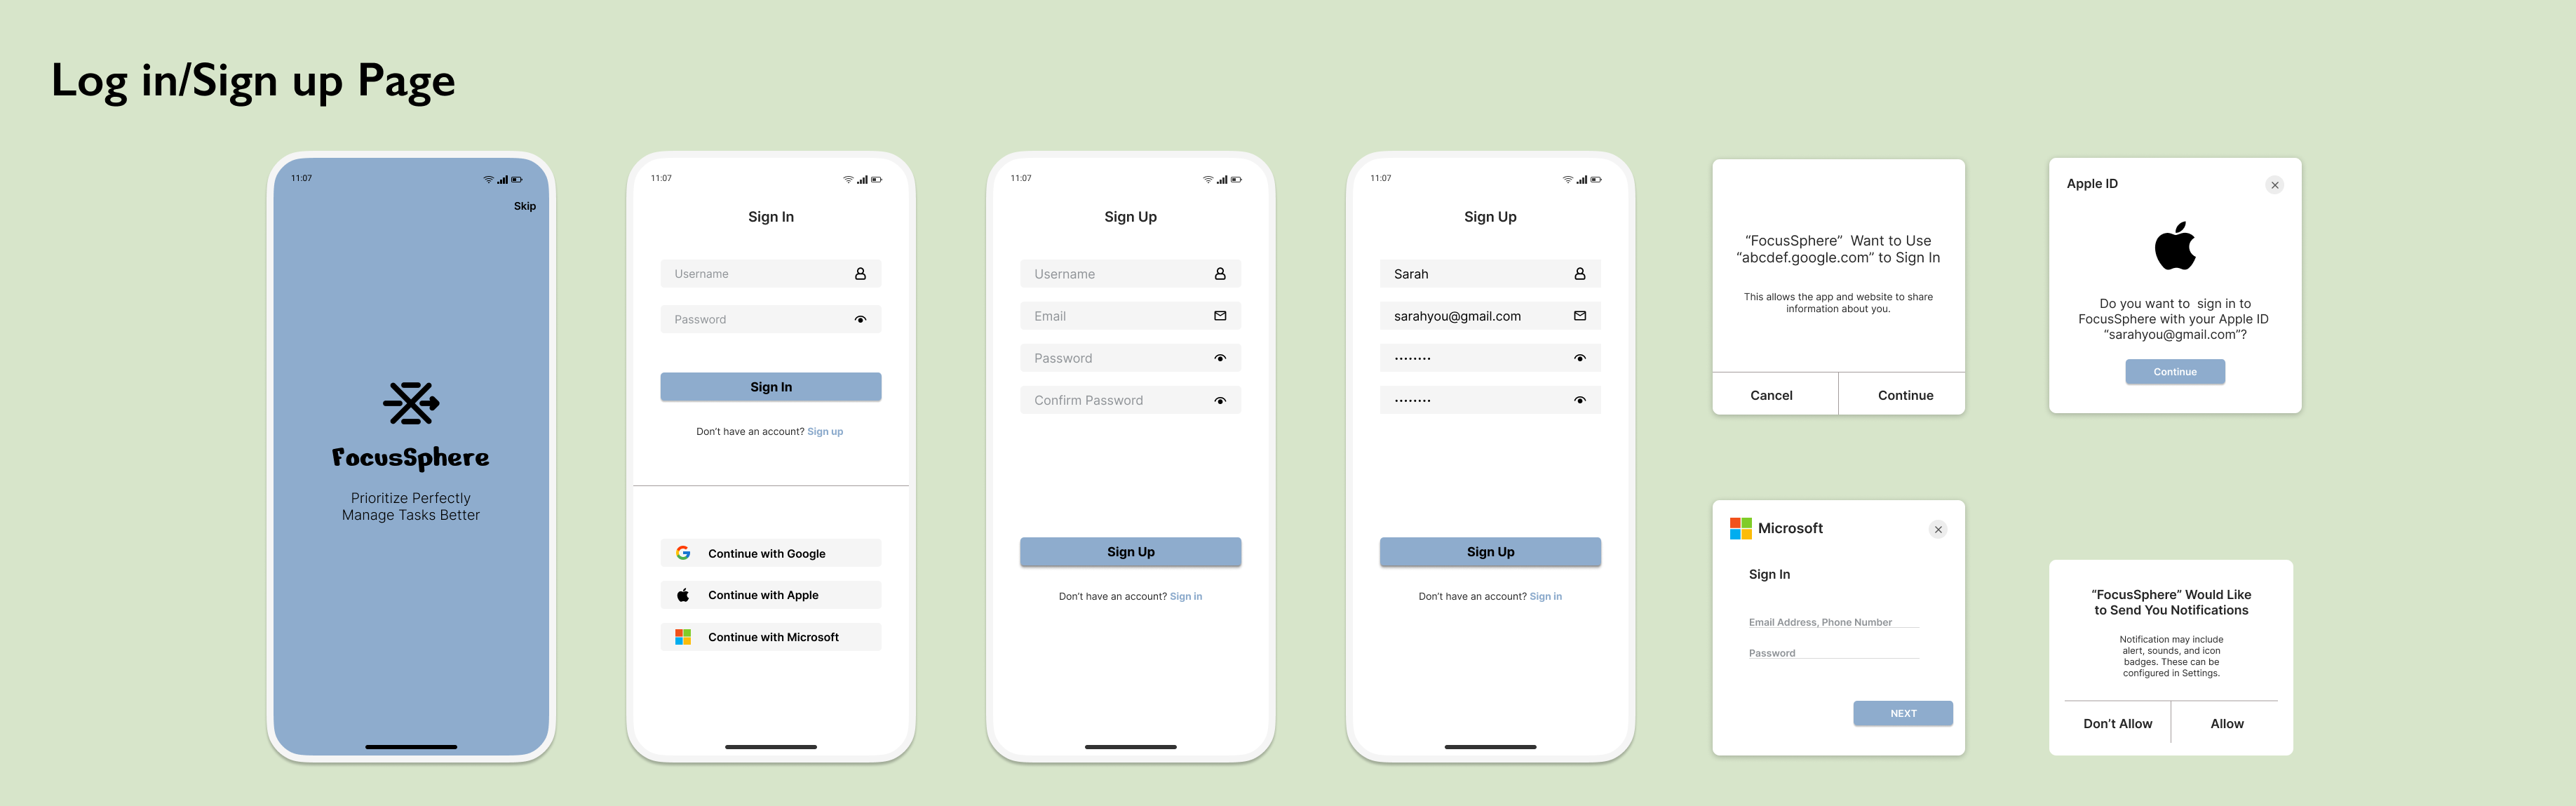 Log in/Sign up Page
11:07
Skip
FocusSphere
Prioritize Perfectly
Manage Tasks Better
11:07
Sign In
Username
Password
Sign In
Don't have an account? Sign up
Continue with Google
Continue with Apple
Continue with Microsoft
11:07
Sign Up
Username
Email
Password
Confirm Password
Sign Up
Don't have an account? Sign in
11:07
Sign Up
Sarah
sarahyou@gmail.com
••••••••
••••••••
Sign Up
Don't have an account? Sign in
“FocusSphere” Want to Use
“abcdef.google.com” to Sign In
This allows the app and website to share
information about you.
Cancel
Continue
Apple ID
Do you want to sign in to
FocusSphere with your Apple ID
“sarahyou@gmail.com”?
Continue
Microsoft
Sign In
Email Address, Phone Number
Password
NEXT
“FocusSphere” Would Like
to Send You Notifications
Notification may include
alert, sounds, and icon
badges. These can be
configured in Settings.
Don't Allow
Allow